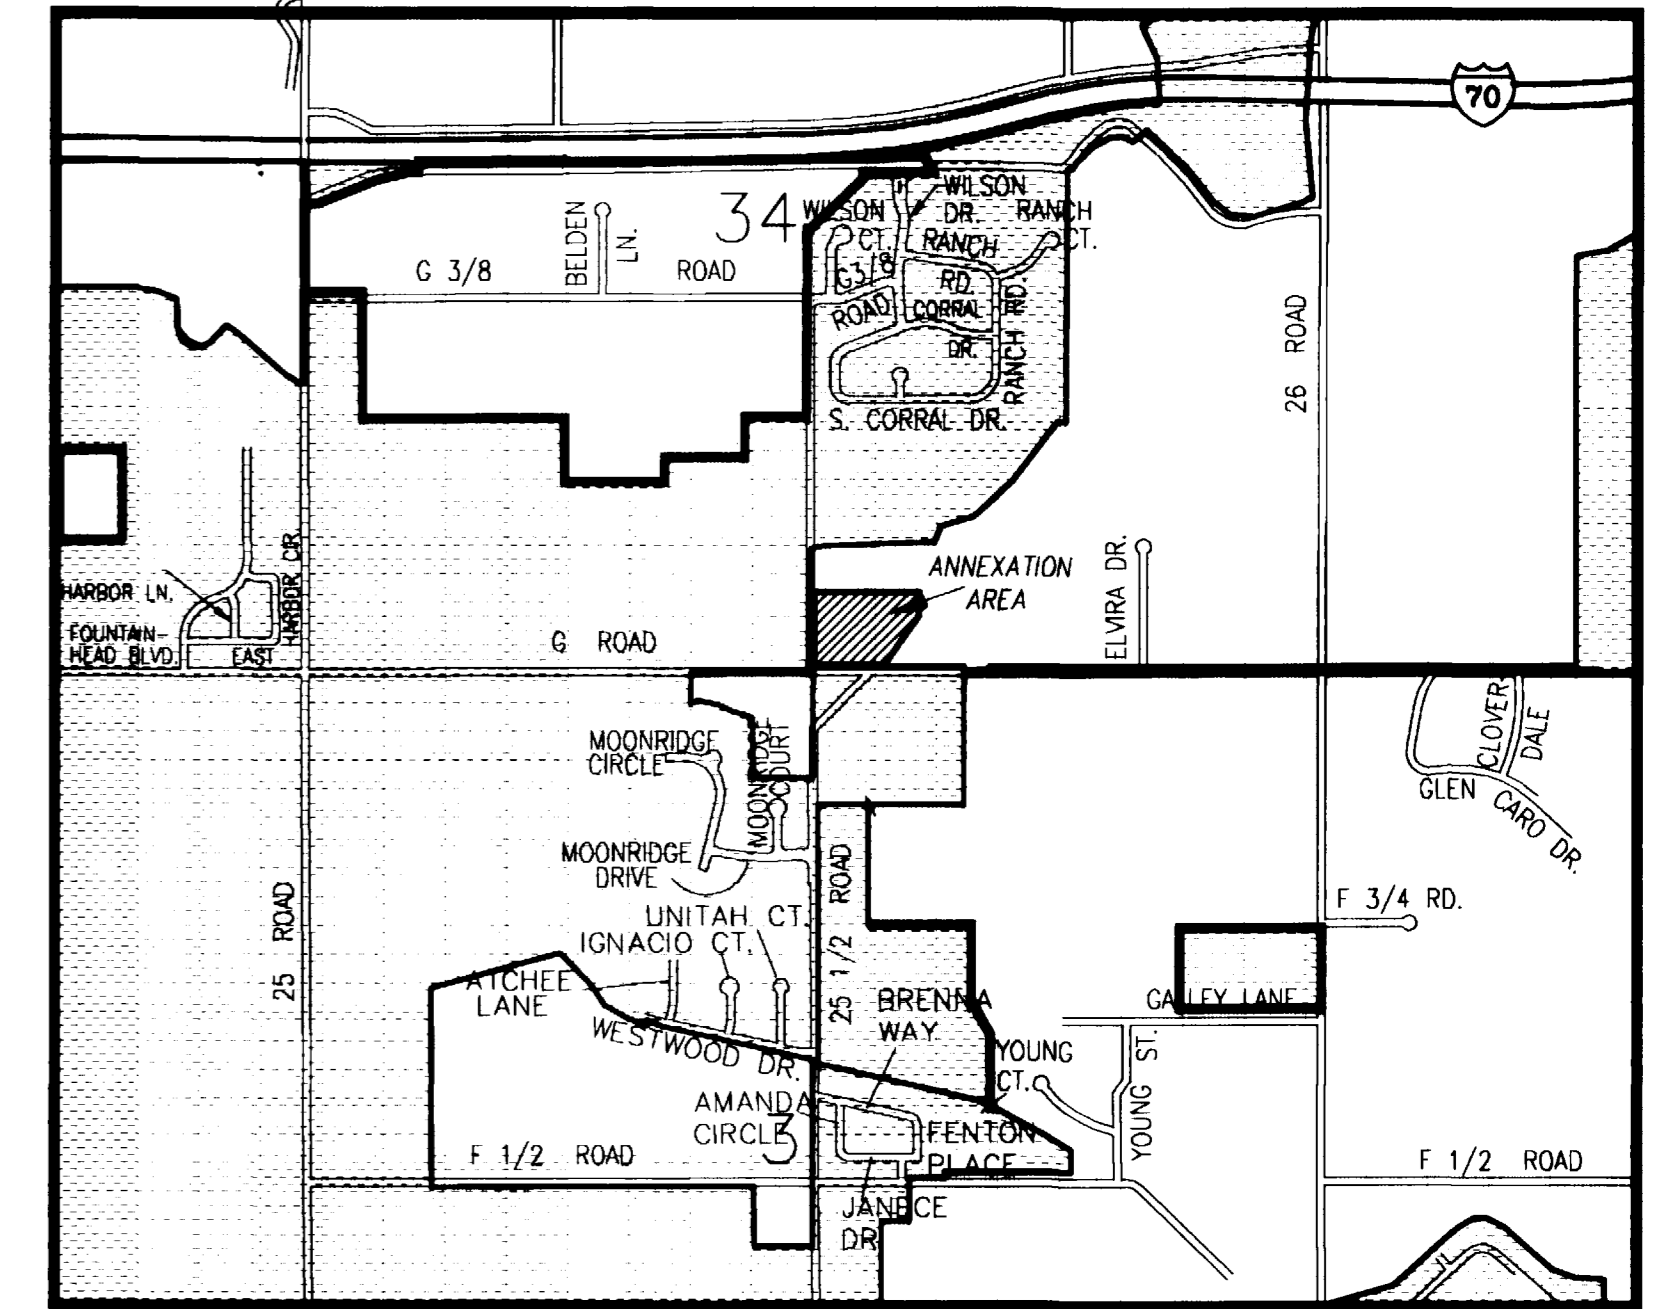 70
34
WILSON
DR.
WILSON
CT.
RANCH
CT.
RANCH
RD.
BELDEN
LN.
G 3/8
ROAD
G 3/8
ROAD
CORRAL
DR.
RANCH RD.
S. CORRAL DR.
26 ROAD
ANNEXATION
AREA
ELVIRA DR.
HARBOR CR.
HARBOR LN.
FOUNTAIN-
HEAD BLVD.
EAST
G ROAD
MOONRIDGE
CIRCLE
MOONRIDGE
COURT
MOONRIDGE
DRIVE
CLOVER-
DALE
GLEN CARO DR.
25 ROAD
25 1/2 ROAD
UNITAH CT.
IGNACIO CT.
ATCHEE
LANE
WESTWOOD DR.
F 3/4 RD.
GALLEY LANE
BRENNA
WAY
YOUNG
CT.
YOUNG ST.
AMANDA
CIRCLE
3
FENTON
PLACE
F 1/2 ROAD
F 1/2 ROAD
JANECE
DR